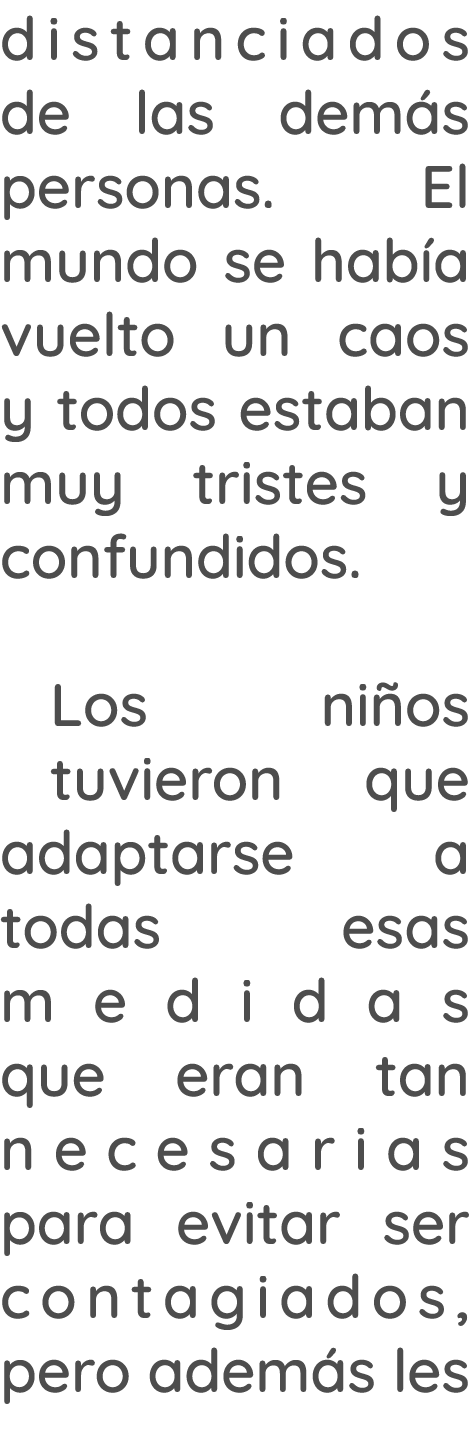 distanciados
de las demás
personas. El
mundo se había
vuelto un caos
y todos estaban
muy tristes y
confundidos.
Los niños
tuvieron que
adaptarse a
todas esas
medidas
que eran tan
necesarias
para evitar ser
contagiados,
pero además les